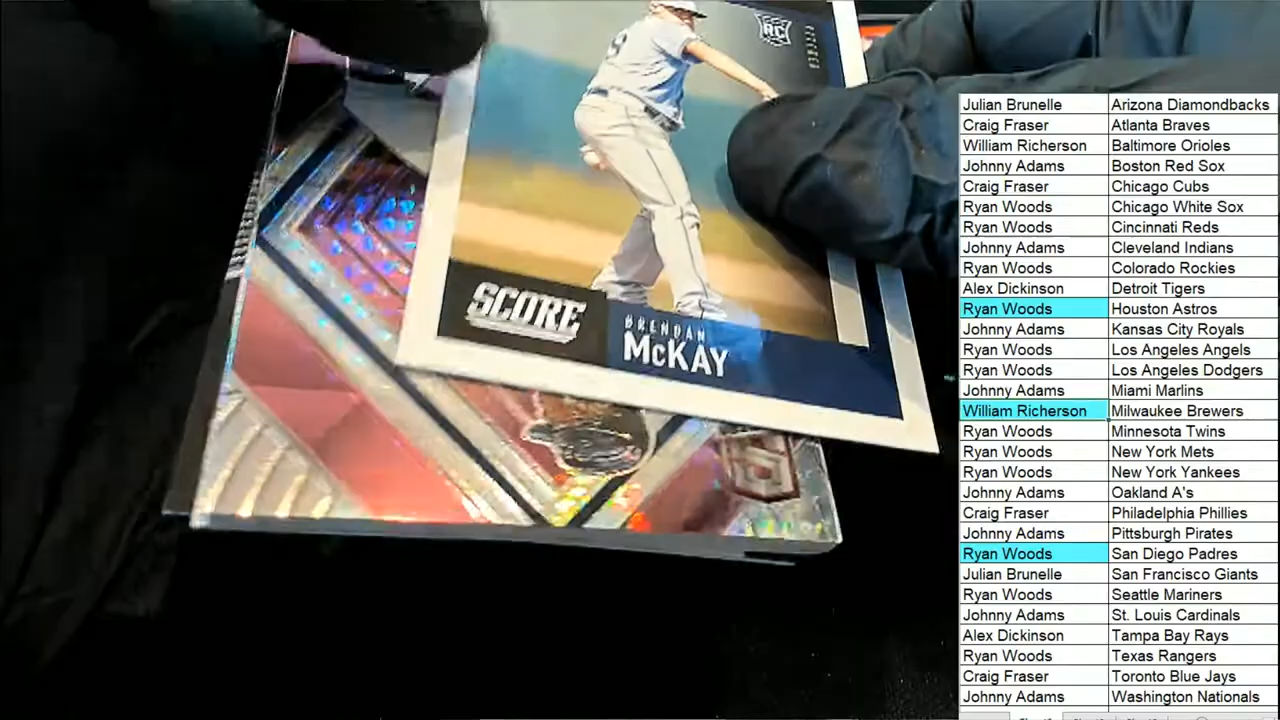 RC
SCORE
BRENDAN
McKAY
Julian Brunelle Arizona Diamondbacks
Craig Fraser Atlanta Braves
William Richerson Baltimore Orioles
Johnny Adams Boston Red Sox
Craig Fraser Chicago Cubs
Ryan Woods Chicago White Sox
Ryan Woods Cincinnati Reds
Johnny Adams Cleveland Indians
Ryan Woods Colorado Rockies
Alex Dickinson Detroit Tigers
Ryan Woods Houston Astros
Johnny Adams Kansas City Royals
Ryan Woods Los Angeles Angels
Ryan Woods Los Angeles Dodgers
Johnny Adams Miami Marlins
William Richerson Milwaukee Brewers
Ryan Woods Minnesota Twins
Ryan Woods New York Mets
Ryan Woods New York Yankees
Johnny Adams Oakland A's
Craig Fraser Philadelphia Phillies
Johnny Adams Pittsburgh Pirates
Ryan Woods San Diego Padres
Julian Brunelle San Francisco Giants
Ryan Woods Seattle Mariners
Johnny Adams St. Louis Cardinals
Alex Dickinson Tampa Bay Rays
Ryan Woods Texas Rangers
Craig Fraser Toronto Blue Jays
Johnny Adams Washington Nationals